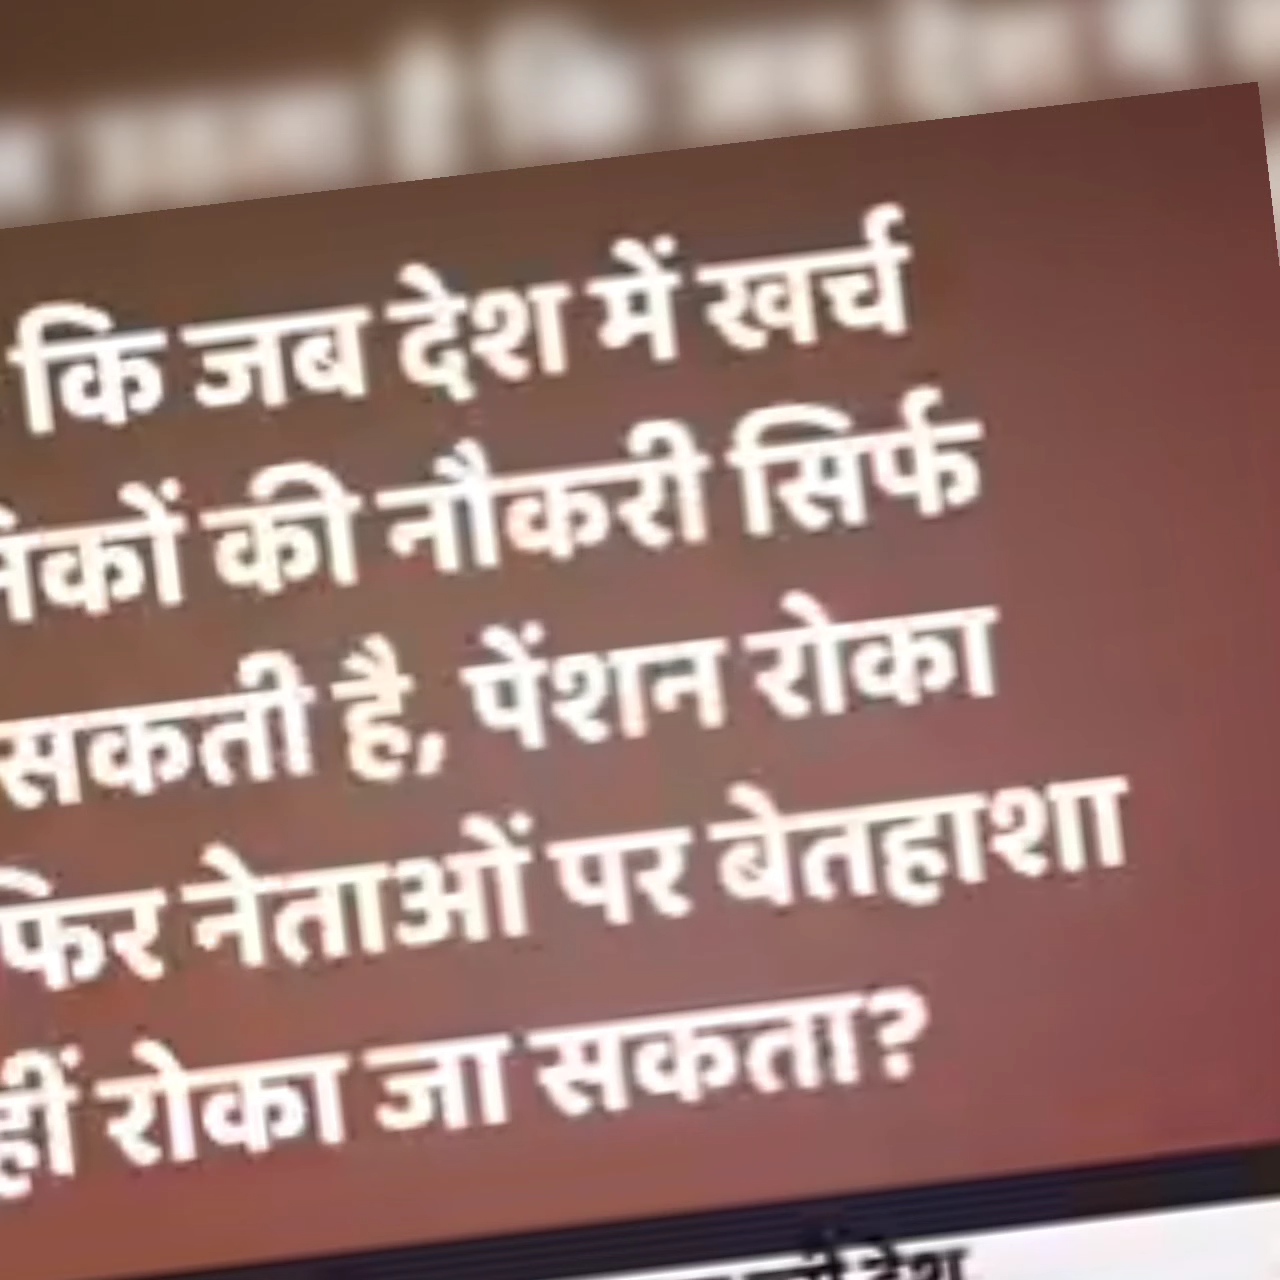 कि जब देश में खर्च
की नौकरी सिर्फ
सकती है, पेंशन रोका
फिर नेताओं पर बेतहाशा
रोका जा सकता?